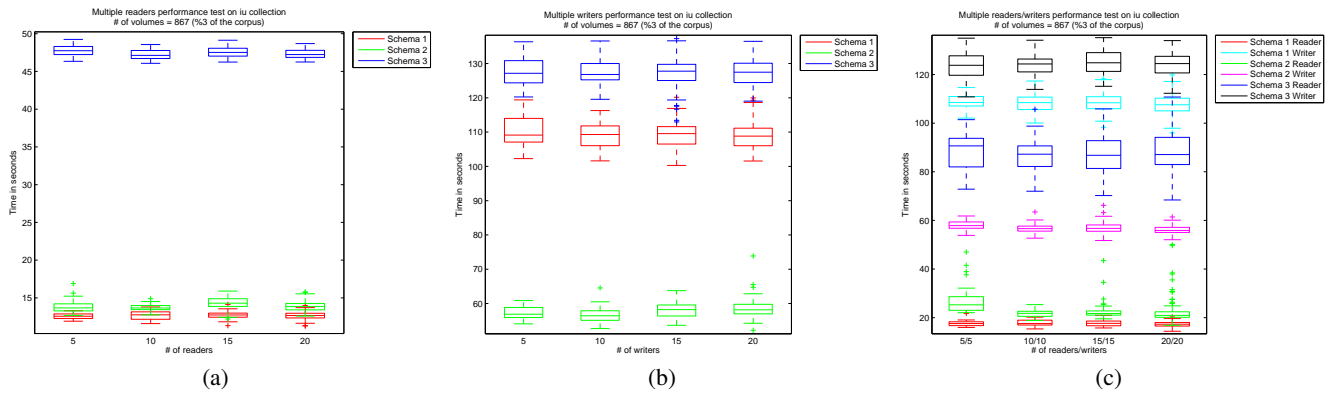 Multiple readers performance test on iu collection
# of volumes = 867 (%3 of the corpus)
50
45
40
35
30
25
20
15
Time in seconds
5
10
15
20
# of readers
Schema 1
Schema 2
Schema 3
(a)
Multiple writers performance test on iu collection
# of volumes = 867 (%3 of the corpus)
130
120
110
100
90
80
70
60
Time in seconds
5
10
15
20
# of writers
Schema 1
Schema 2
Schema 3
(b)
Multiple readers/writers performance test on iu collection
# of volumes = 867 (%3 of the corpus)
120
100
80
60
40
20
Time in seconds
5/5
10/10
15/15
20/20
# of readers/writers
Schema 1 Reader
Schema 1 Writer
Schema 2 Reader
Schema 2 Writer
Schema 3 Reader
Schema 3 Writer
(c)